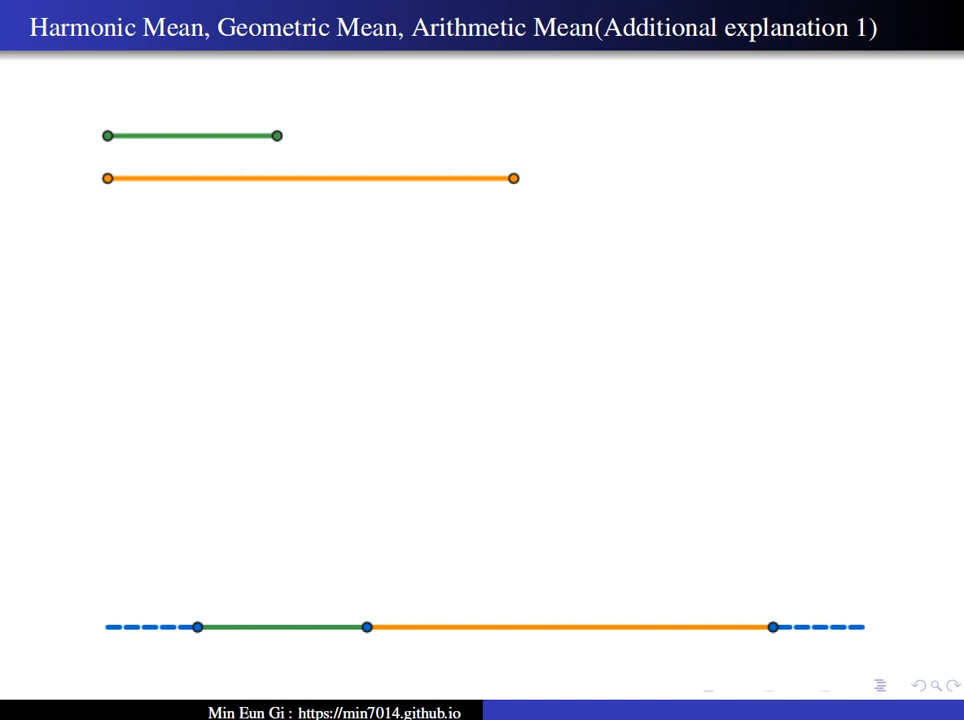 Harmonic Mean, Geometric Mean, Arithmetic Mean(Additional explanation 1)
Min Eun Gi : https://min7014.github.io